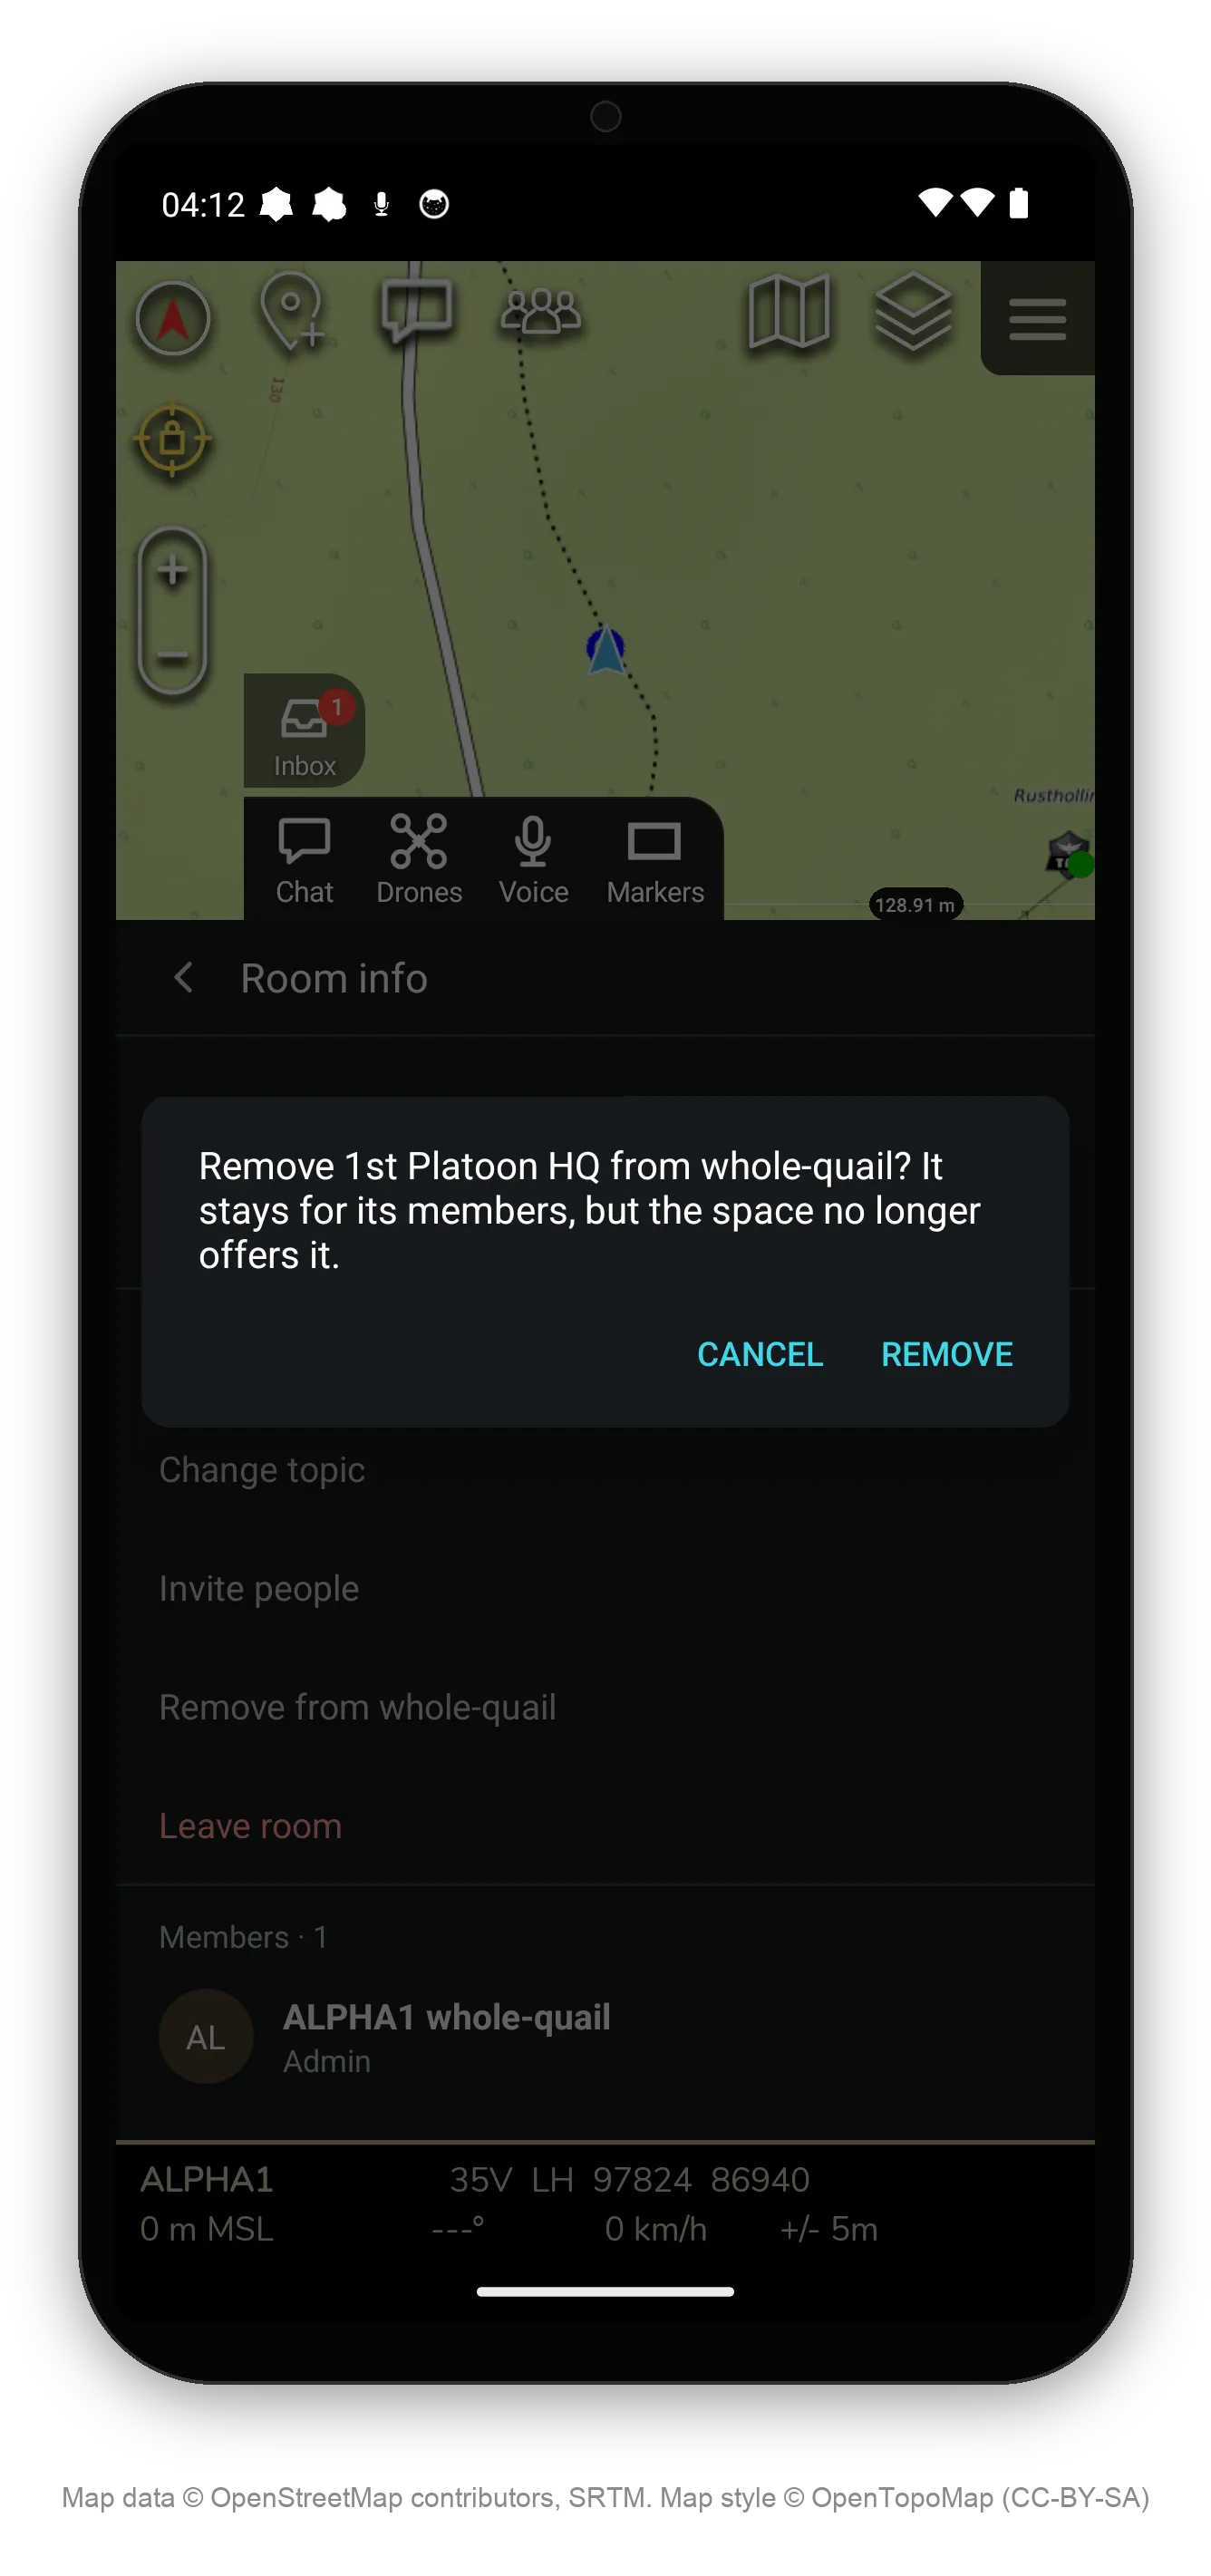 04:12
130
1
Inbox
Rusthollin
Chat
Drones
Voice
Markers
128.91 m
Room info
Remove 1st Platoon HQ from whole-quail? It
stays for its members, but the space no longer
offers it.
CANCEL
REMOVE
Change topic
Invite people
Remove from whole-quail
Leave room
Members · 1
AL
ALPHA1 whole-quail
Admin
ALPHA1
35V LH 97824 86940
0 m MSL
---°
0 km/h
+/- 5m
Map data © OpenStreetMap contributors, SRTM. Map style © OpenTopoMap (CC-BY-SA)